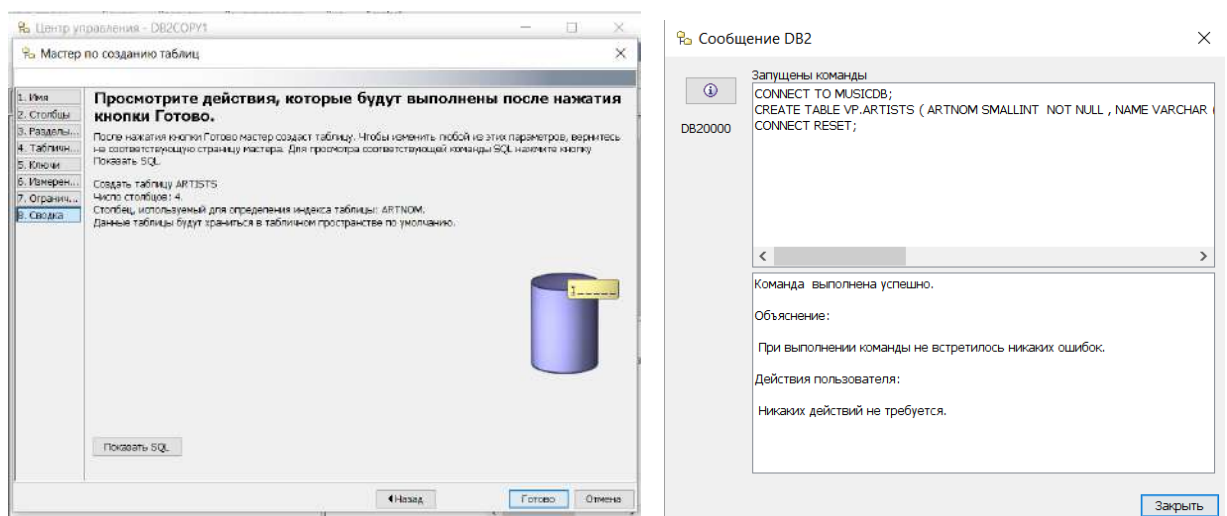 Центр управления - DB2COPY1
Мастер по созданию таблиц
1. Имя
2. Столбцы
3. Разделы...
4. Табличн...
5. Ключи
6. Измерен...
7. Огранич...
8. Сводка
Просмотрите действия, которые будут выполнены после нажатия
кнопки Готово.
После нажатия кнопки Готово мастер создаст таблицу. Чтобы изменить любой из этих параметров, вернитесь
на соответствующую страницу мастера. Для просмотра соответствующей команды SQL нажмите кнопку
Показать SQL.
Создать таблицу ARTISTS
Число столбцов: 4.
Столбец, используемый для определения индекса таблицы: ARTNOM.
Данные таблицы будут храниться в табличном пространстве по умолчанию.
Показать SQL
Назад
Готово
Отмена
Сообщение DB2
DB20000
Запущены команды
CONNECT TO MUSICDB;
CREATE TABLE VP.ARTISTS ( ARTNOM SMALLINT NOT NULL , NAME VARCHAR (
CONNECT RESET;
Команда выполнена успешно.
Объяснение:
При выполнении команды не встретилось никаких ошибок.
Действия пользователя:
Никаких действий не требуется.
Закрыть